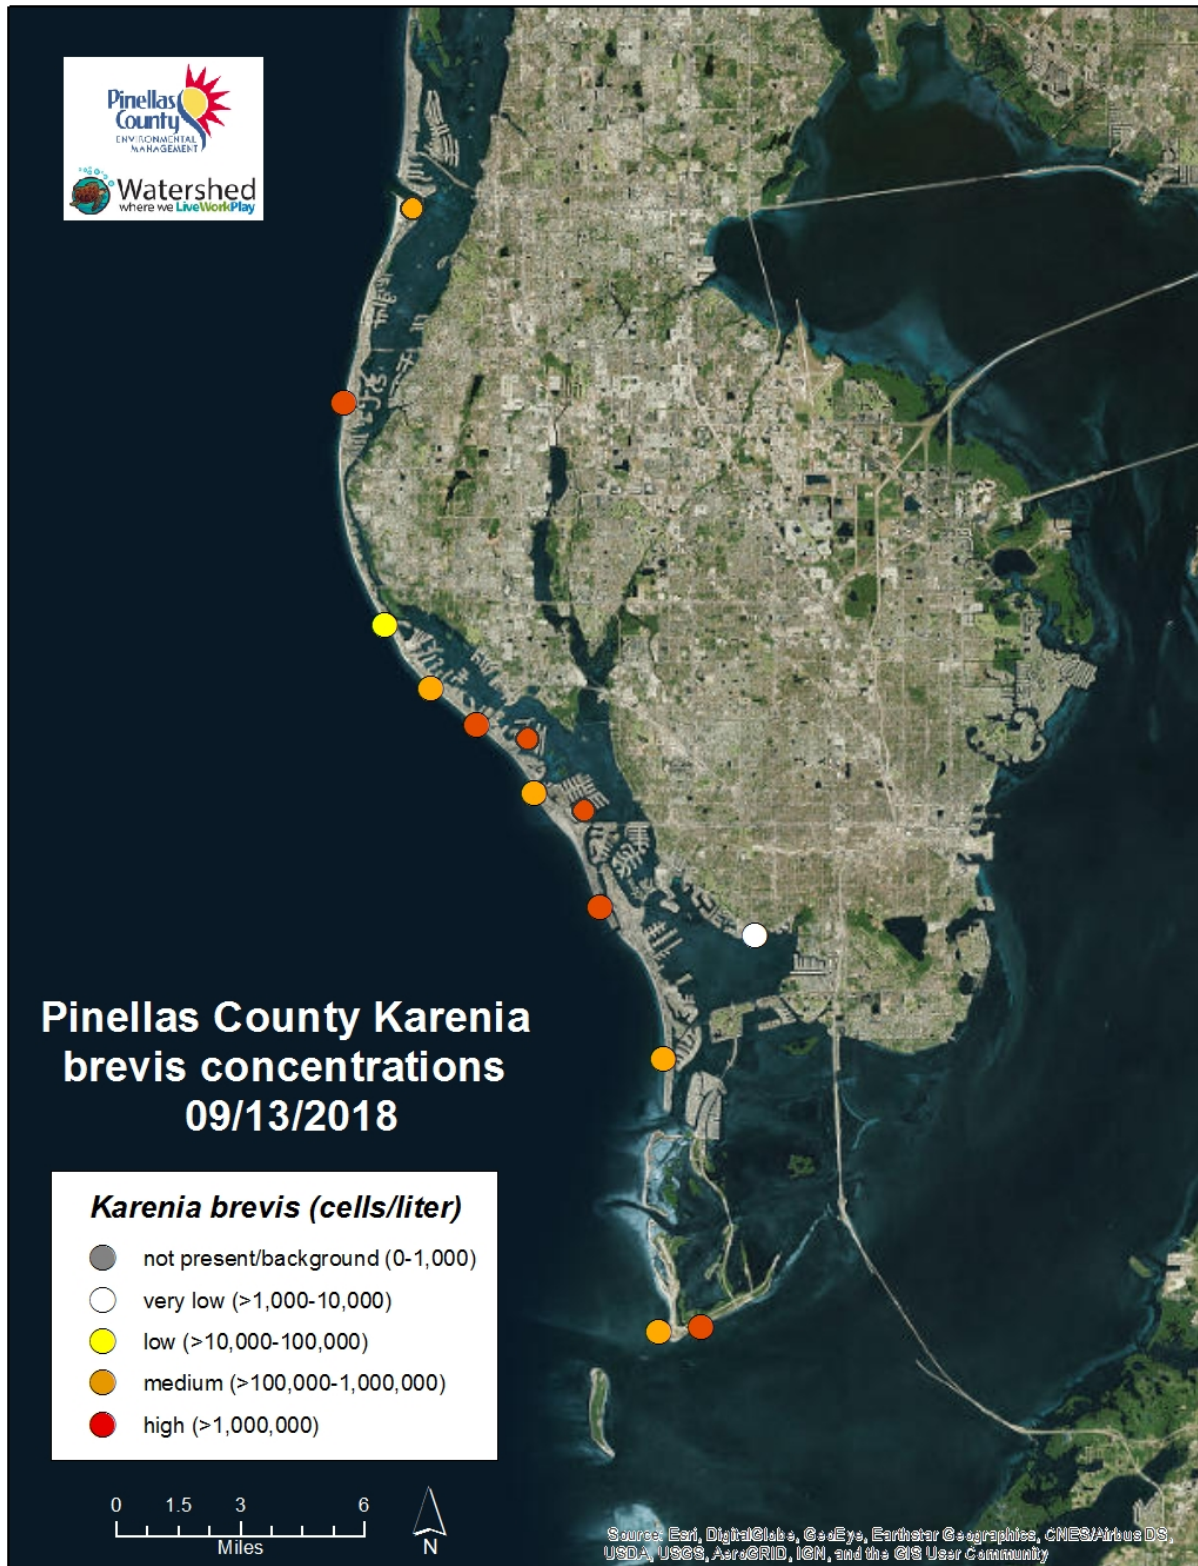 Pinellas
County
ENVIRONMENTAL
MANAGEMENT
Watershed
where we LiveWorkPlay
Pinellas County Karenia
brevis concentrations
09/13/2018
Karenia brevis (cells/liter)
not present/background (0-1,000)
very low (>1,000-10,000)
low (>10,000-100,000)
medium (>100,000-1,000,000)
high (>1,000,000)
0 1.5 3 6
Miles
N
Source: Esri, DigitalGlobe, GeoEye, Earthstar Geographics, CNES/Airbus DS,
USDA, USGS, AeroGRID, IGN, and the GIS User Community